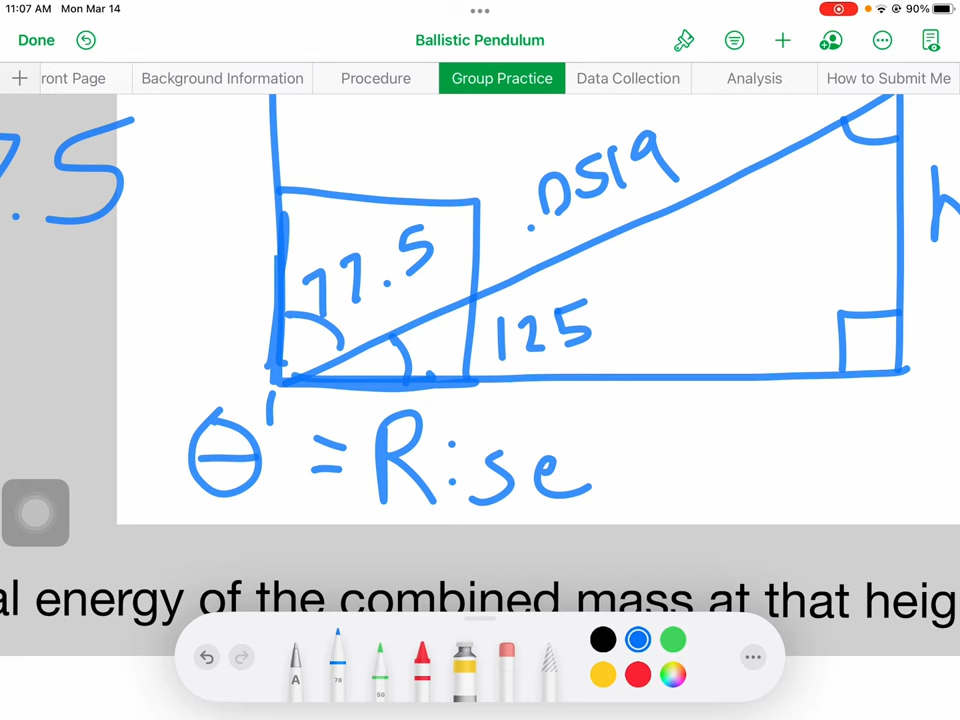 11:07 AM Mon Mar 14
90%
Done
Ballistic Pendulum
ront Page
Background Information
Procedure
Group Practice
Data Collection
Analysis
How to Submit Me
7.5
.0519
h
77.5
125
θ' = Rise
al energy of the combined mass at that heig
A
78
50